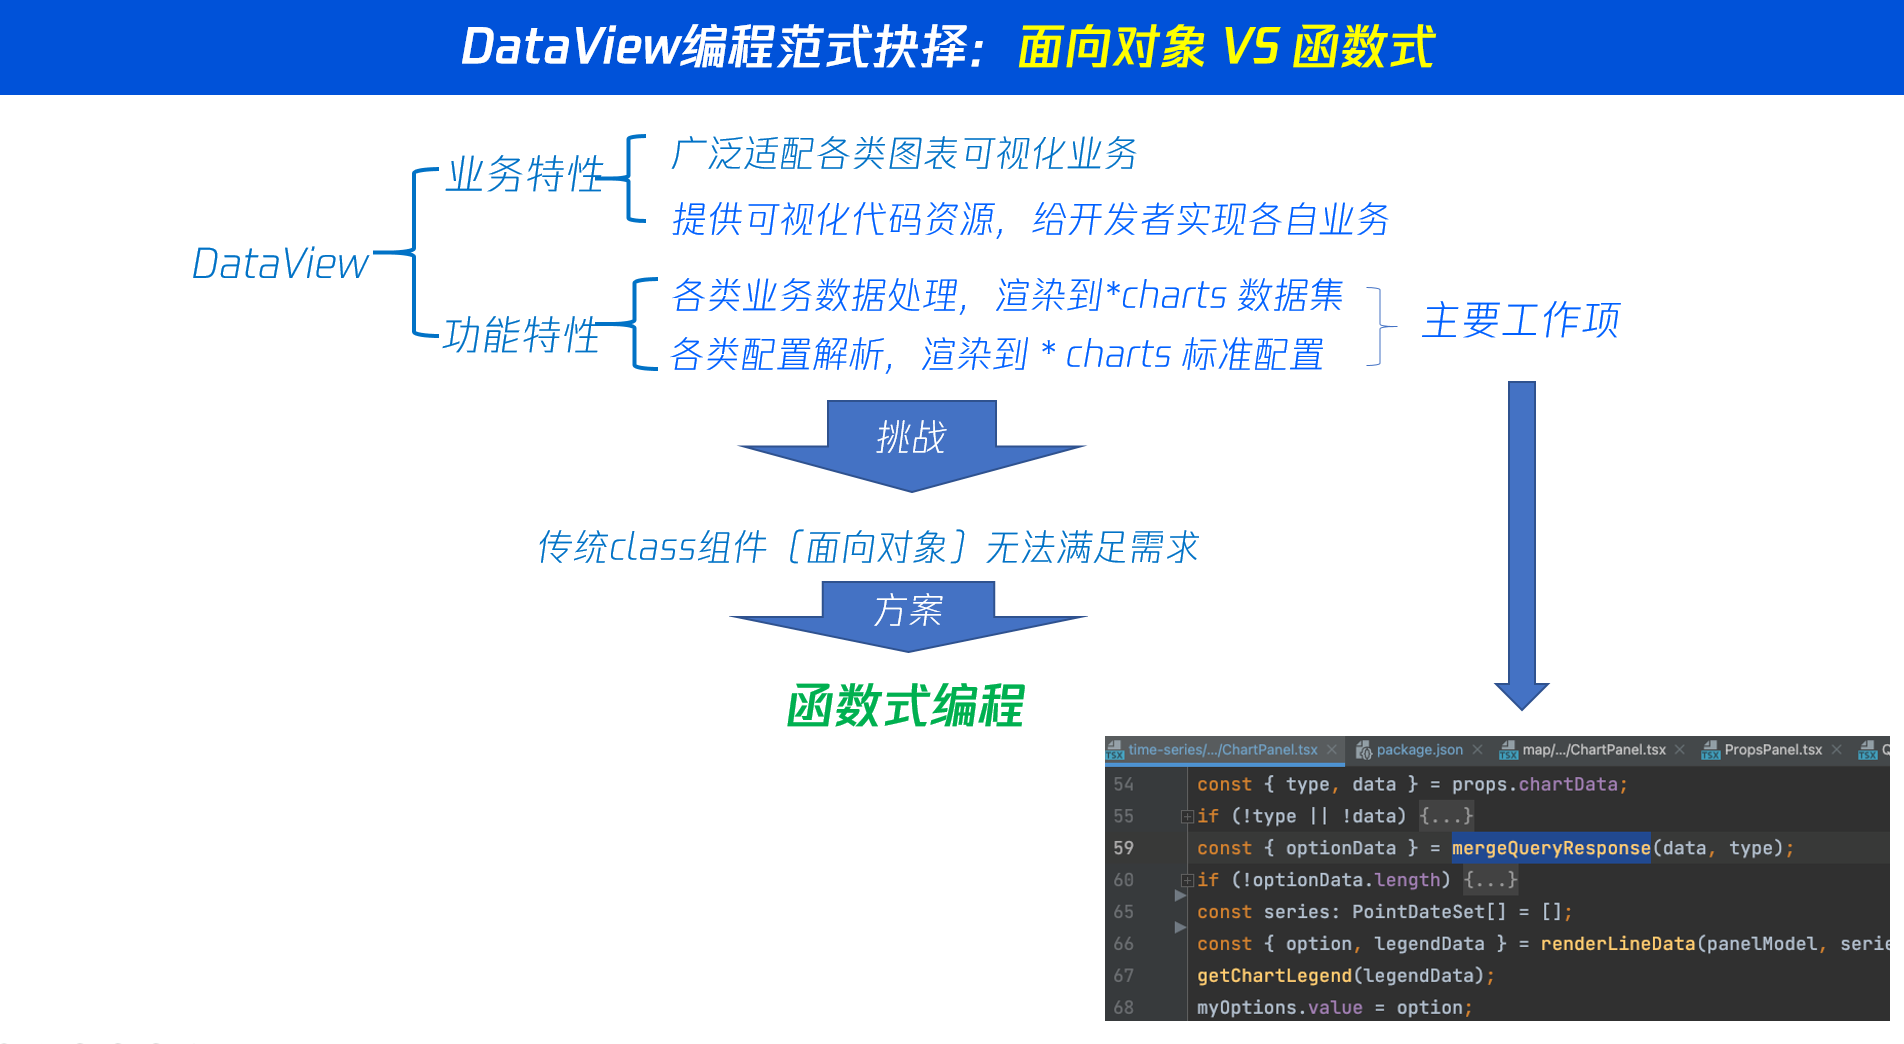 DataView编程范式抉择：面向对象 VS 函数式
业务特性
广泛适配各类图表可视化业务
提供可视化代码资源，给开发者实现各自业务
DataView
功能特性
各类业务数据处理，渲染到*charts 数据集
各类配置解析，渲染到 * charts 标准配置
主要工作项
挑战
传统class组件（面向对象）无法满足需求
方案
函数式编程
time-series/.../ChartPanel.tsx
package.json
map/.../ChartPanel.tsx
PropsPanel.tsx
54 const { type, data } = props.chartData;
55 if (!type || !data) {...}
59 const { optionData } = mergeQueryResponse(data, type);
60 if (!optionData.length) {...}
65 const series: PointDateSet[] = [];
66 const { option, legendData } = renderLineData(panelModel, serie
67 getChartLegend(legendData);
68 myOptions.value = option;